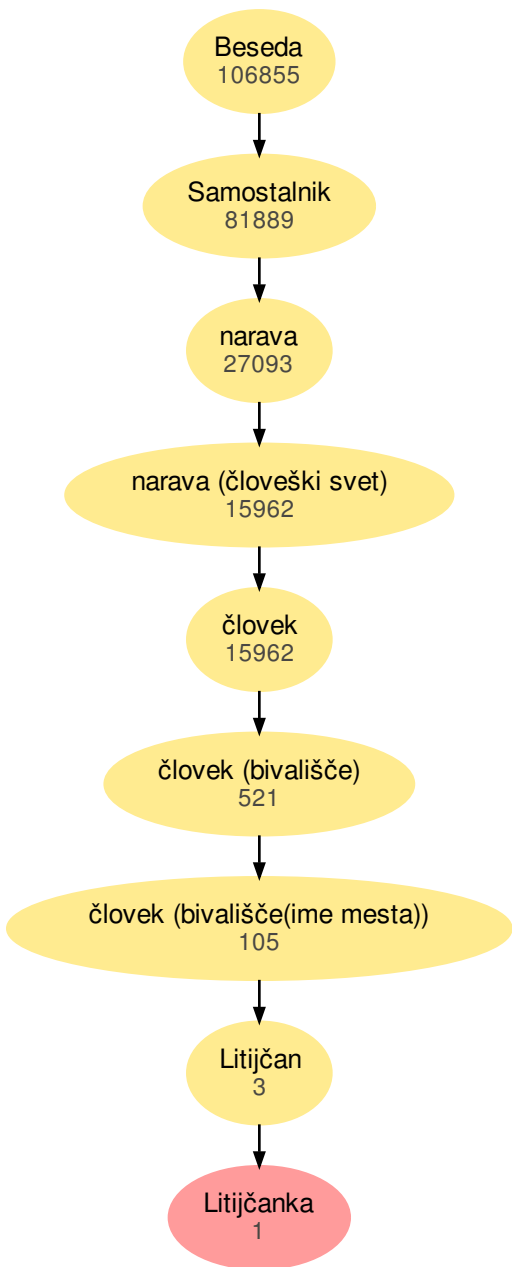 Beseda
106855
Samostalnik
81889
narava
27093
narava (človeški svet)
15962
človek
15962
človek (bivališče)
521
človek (bivališče(ime mesta))
105
Litijčan
3
Litijčanka
1